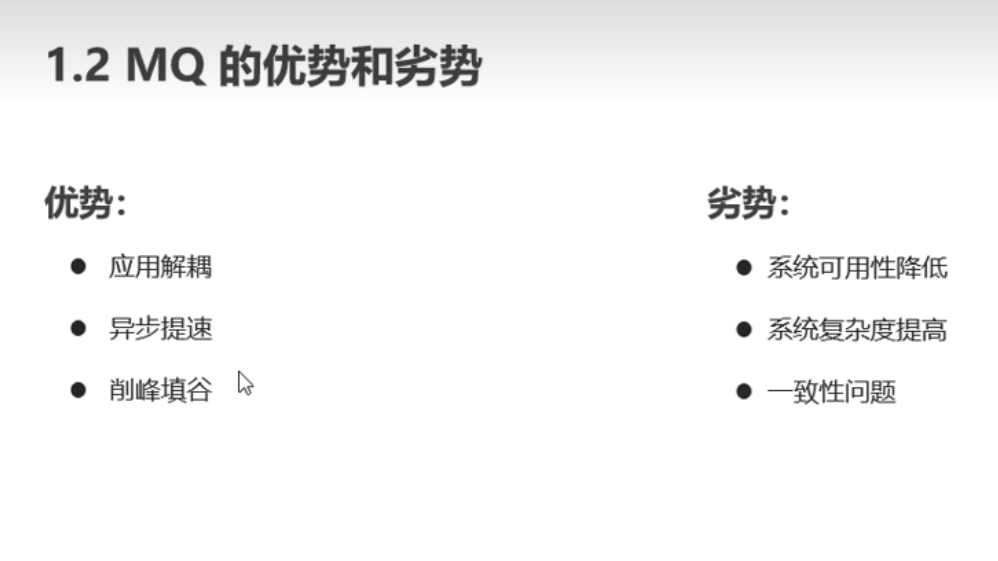 1.2 MQ 的优势和劣势
优势：
● 应用解耦
● 异步提速
● 削峰填谷
劣势：
● 系统可用性降低
● 系统复杂度提高
● 一致性问题